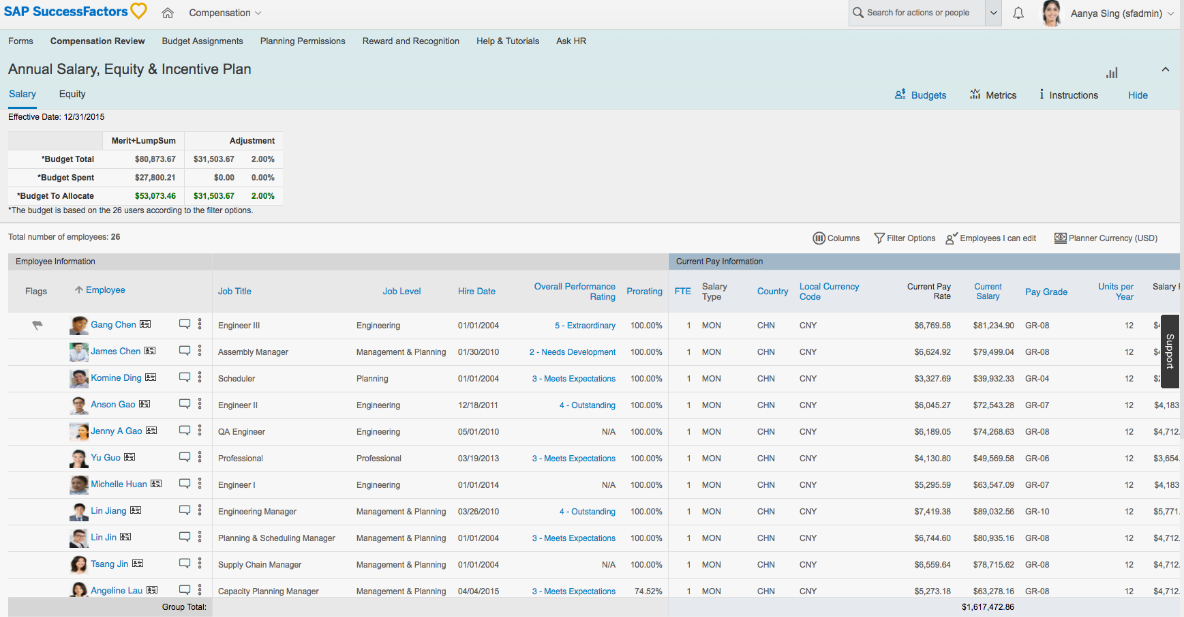 SAP SuccessFactors Compensation Search for actions or people Aanya Sing (sfadmin)
Forms Compensation Review Budget Assignments Planning Permissions Reward and Recognition Help & Tutorials Ask HR
Annual Salary, Equity & Incentive Plan
Salary Equity Budgets Metrics Instructions Hide
Effective Date: 12/31/2015
Merit+LumpSum Adjustment
*Budget Total $80,873.67 $31,503.67 2.00%
*Budget Spent $27,800.21 $0.00 0.00%
*Budget To Allocate $53,073.46 $31,503.67 2.00%
*The budget is based on the 26 users according to the filter options.
Total number of employees: 26 Columns Filter Options Employees I can edit Planner Currency (USD)
Employee Information Current Pay Information
Flags Employee Job Title Job Level Hire Date Overall Performance Rating Prorating FTE Salary Type Country Local Currency Code Current Pay Rate Current Salary Pay Grade Units per Year Salary
Gang Chen Engineer III Engineering 01/01/2004 5 - Extraordinary 100.00% 1 MON CHN CNY $6,769.58 $81,234.90 GR-08 12
James Chen Assembly Manager Management & Planning 01/30/2010 2 - Needs Development 100.00% 1 MON CHN CNY $6,624.92 $79,499.04 GR-08 12
Komine Ding Scheduler Planning 01/01/2004 3 - Meets Expectations 100.00% 1 MON CHN CNY $3,327.69 $39,932.33 GR-04 12
Anson Gao Engineer II Engineering 12/18/2011 4 - Outstanding 100.00% 1 MON CHN CNY $6,045.27 $72,543.28 GR-07 12 $4,183
Jenny A Gao QA Engineer Engineering 05/01/2010 N/A 100.00% 1 MON CHN CNY $6,189.05 $74,268.63 GR-08 12 $4,712.
Yu Guo Professional Professional 03/19/2013 3 - Meets Expectations 100.00% 1 MON CHN CNY $4,130.80 $49,569.58 GR-06 12 $3,654.
Michelle Huan Engineer I Engineering 01/01/2014 N/A 100.00% 1 MON CHN CNY $5,295.59 $63,547.09 GR-07 12 $4,183
Lin Jiang Engineering Manager Management & Planning 03/26/2010 4 - Outstanding 100.00% 1 MON CHN CNY $7,419.38 $89,032.56 GR-10 12 $5,771.
Lin Jin Planning & Scheduling Manager Management & Planning 01/01/2004 3 - Meets Expectations 100.00% 1 MON CHN CNY $6,744.60 $80,935.16 GR-08 12 $4,712.
Tsang Jin Supply Chain Manager Management & Planning 01/01/2004 N/A 100.00% 1 MON CHN CNY $6,559.64 $78,715.62 GR-08 12 $4,712.
Angeline Lau Capacity Planning Manager Management & Planning 04/04/2015 3 - Meets Expectations 74.52% 1 MON CHN CNY $5,273.18 $63,278.16 GR-08 12 $4,712.
Group Total: $1,617,472.86
Support